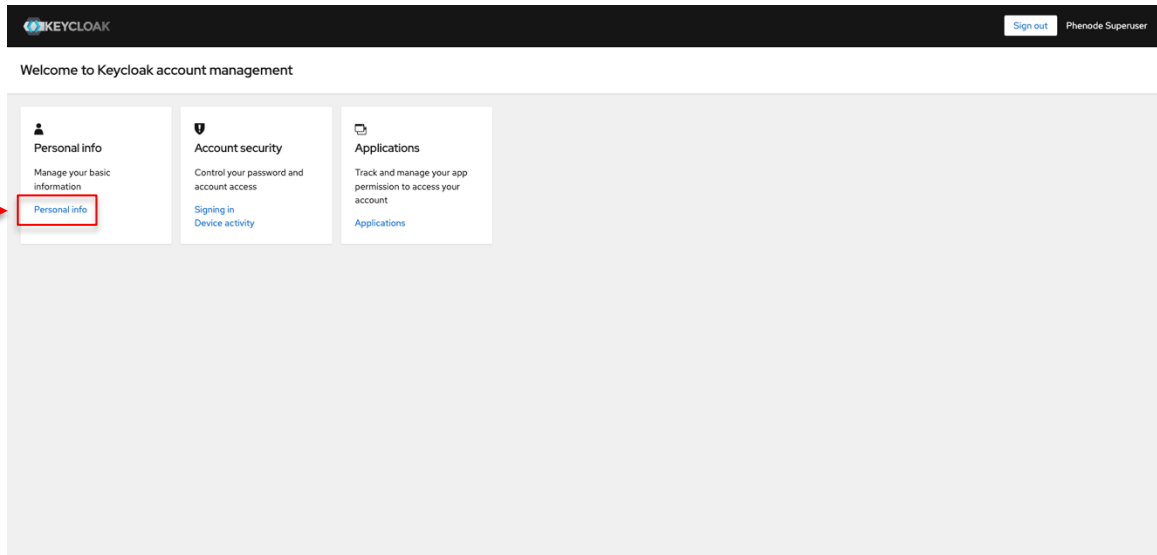 KEYCLOAK
Sign out
Phenode Superuser
Welcome to Keycloak account management
Personal info
Manage your basic
information
Personal info
Account security
Control your password and
account access
Signing in
Device activity
Applications
Track and manage your app
permission to access your
account
Applications